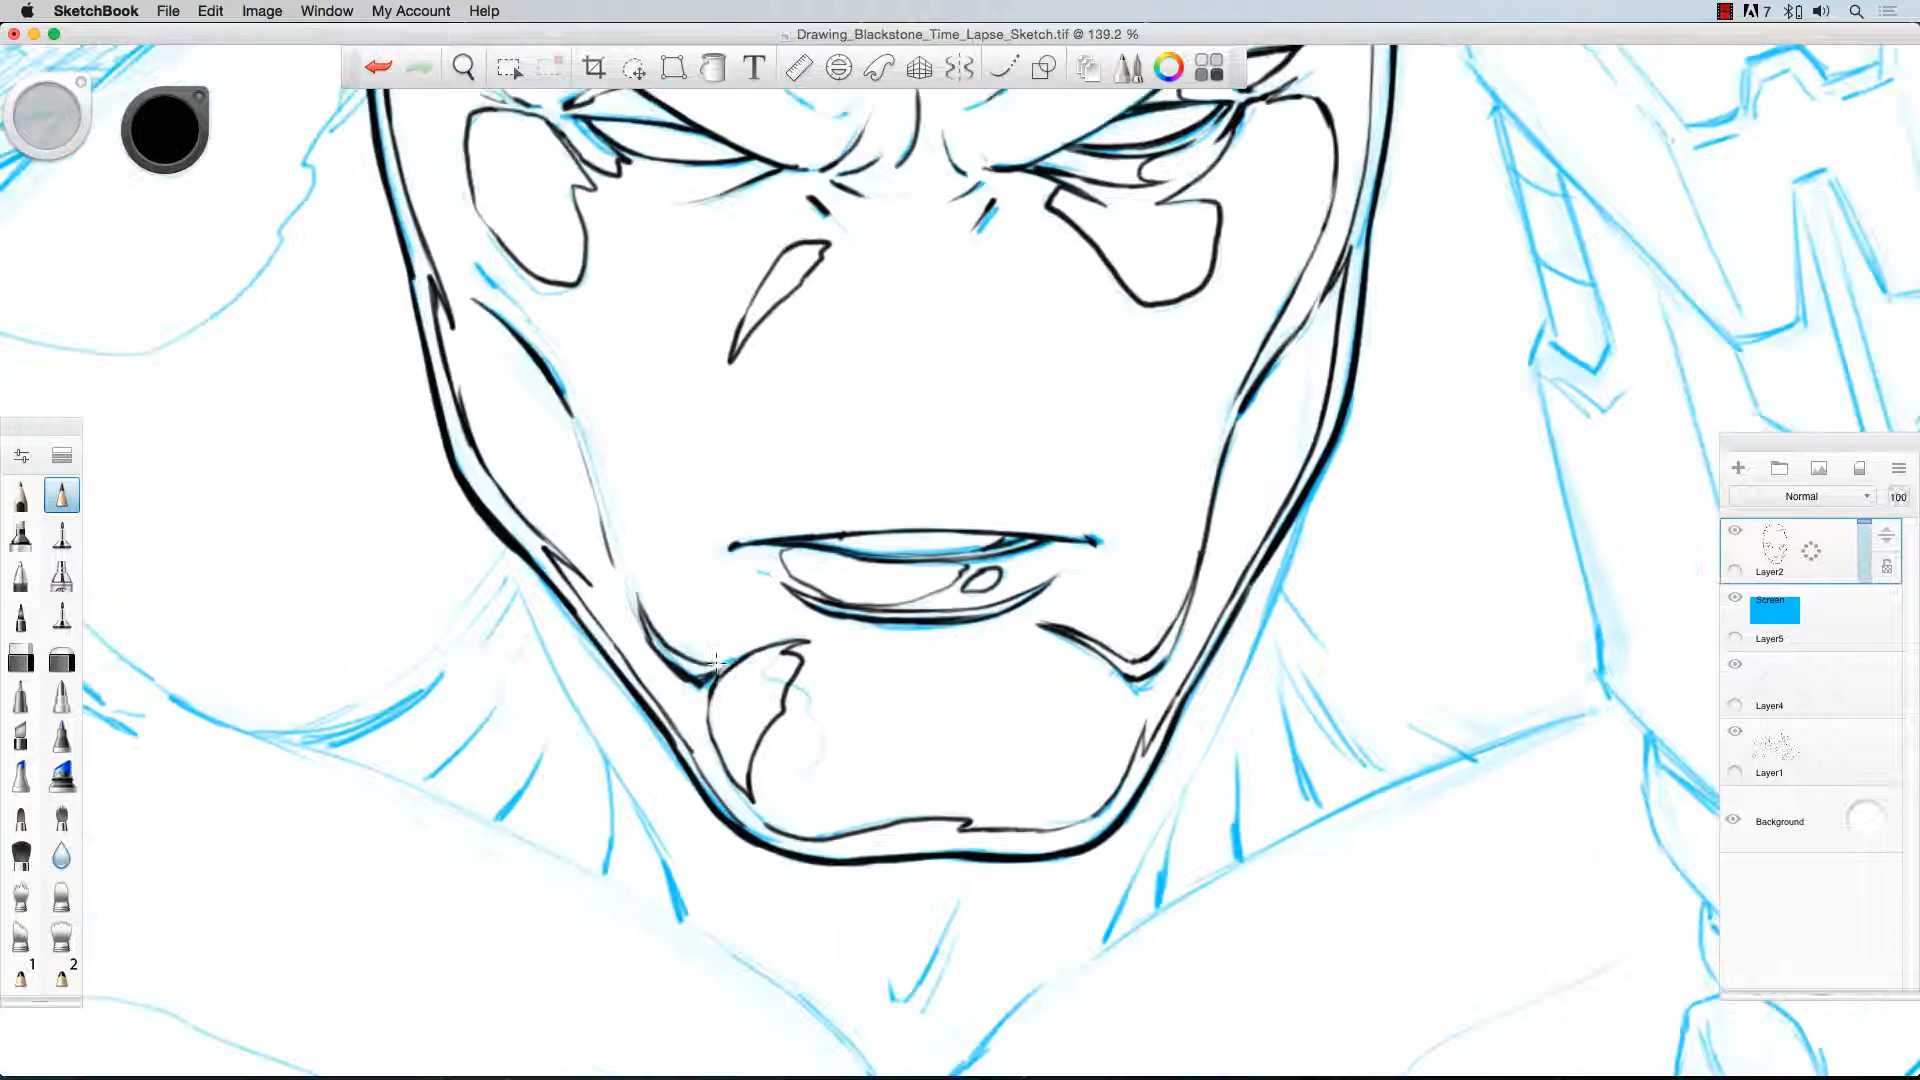 SketchBook File Edit Image Window My Account Help 7
Drawing_Blackstone_Time_Lapse_Sketch.tif @ 139.2 %
T
Normal 100
Layer2
Screen
Layer5
Layer4
Layer1
Background
1 2